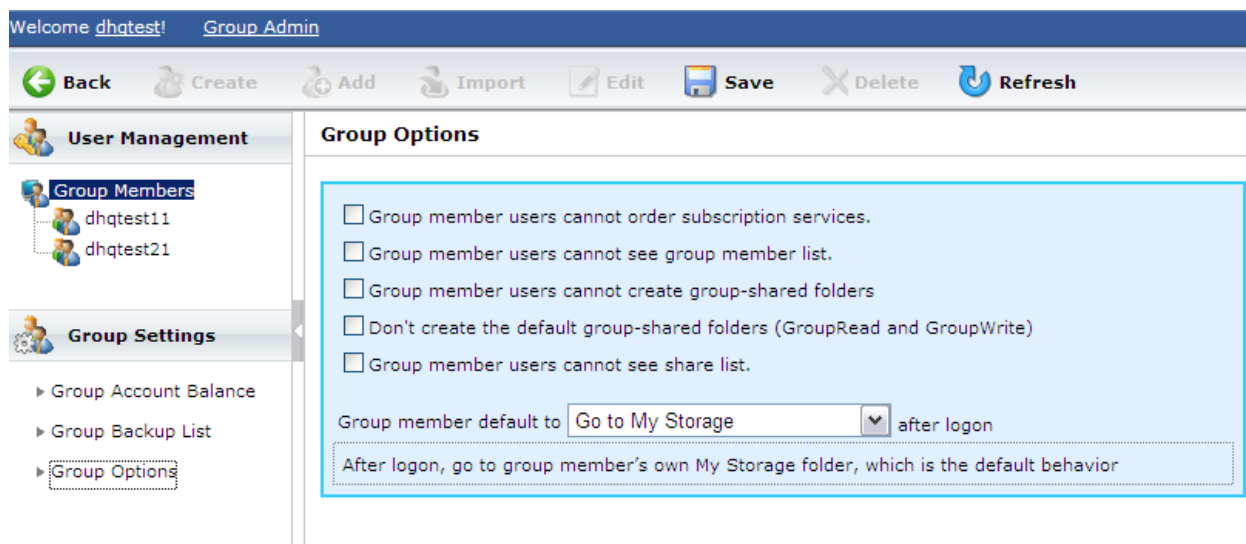 Welcome dhqtest! Group Admin
Back Create Add Import Edit Save Delete Refresh
User Management
Group Members
dhqtest11
dhqtest21
Group Settings
Group Account Balance
Group Backup List
Group Options
Group Options
Group member users cannot order subscription services.
Group member users cannot see group member list.
Group member users cannot create group-shared folders
Don't create the default group-shared folders (GroupRead and GroupWrite)
Group member users cannot see share list.
Group member default to Go to My Storage after logon
After logon, go to group member’s own My Storage folder, which is the default behavior